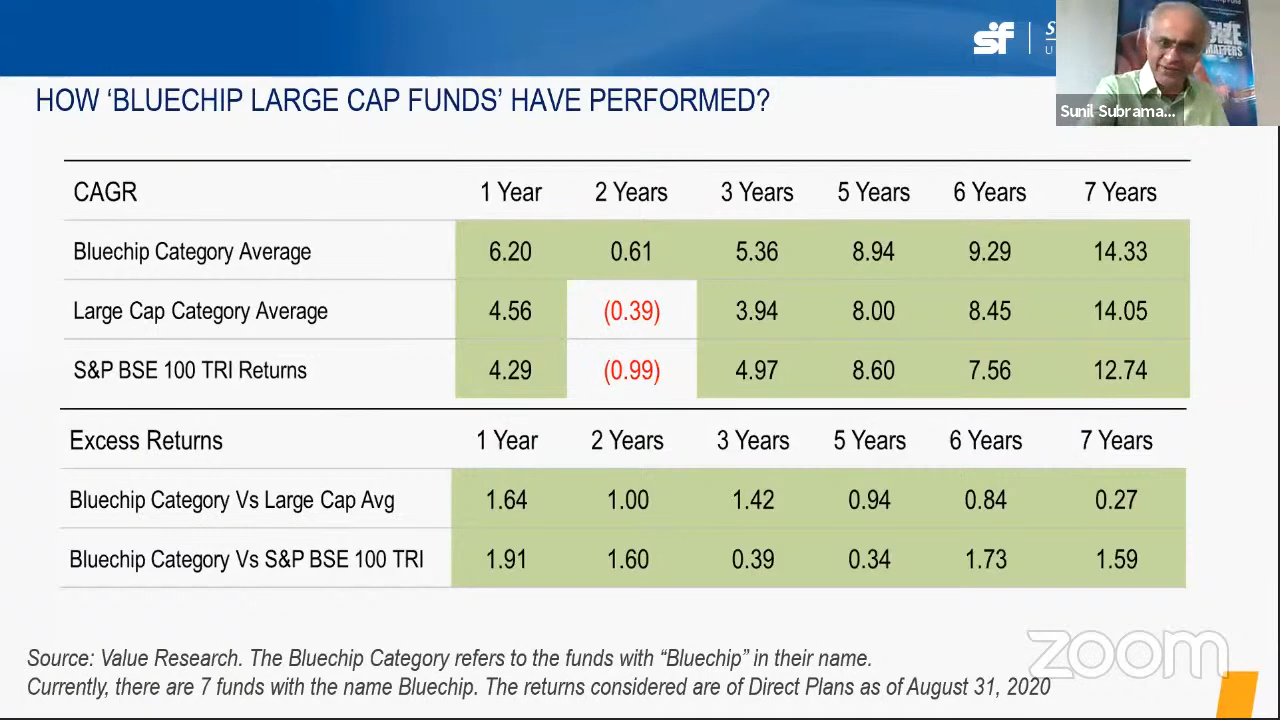 sf | S
U
SIZE
MATTERS
Sunil Subrama...
HOW ‘BLUECHIP LARGE CAP FUNDS’ HAVE PERFORMED?
CAGR 1 Year 2 Years 3 Years 5 Years 6 Years 7 Years
Bluechip Category Average 6.20 0.61 5.36 8.94 9.29 14.33
Large Cap Category Average 4.56 (0.39) 3.94 8.00 8.45 14.05
S&P BSE 100 TRI Returns 4.29 (0.99) 4.97 8.60 7.56 12.74
Excess Returns 1 Year 2 Years 3 Years 5 Years 6 Years 7 Years
Bluechip Category Vs Large Cap Avg 1.64 1.00 1.42 0.94 0.84 0.27
Bluechip Category Vs S&P BSE 100 TRI 1.91 1.60 0.39 0.34 1.73 1.59
Source: Value Research. The Bluechip Category refers to the funds with “Bluechip” in their name.
Currently, there are 7 funds with the name Bluechip. The returns considered are of Direct Plans as of August 31, 2020
zoom